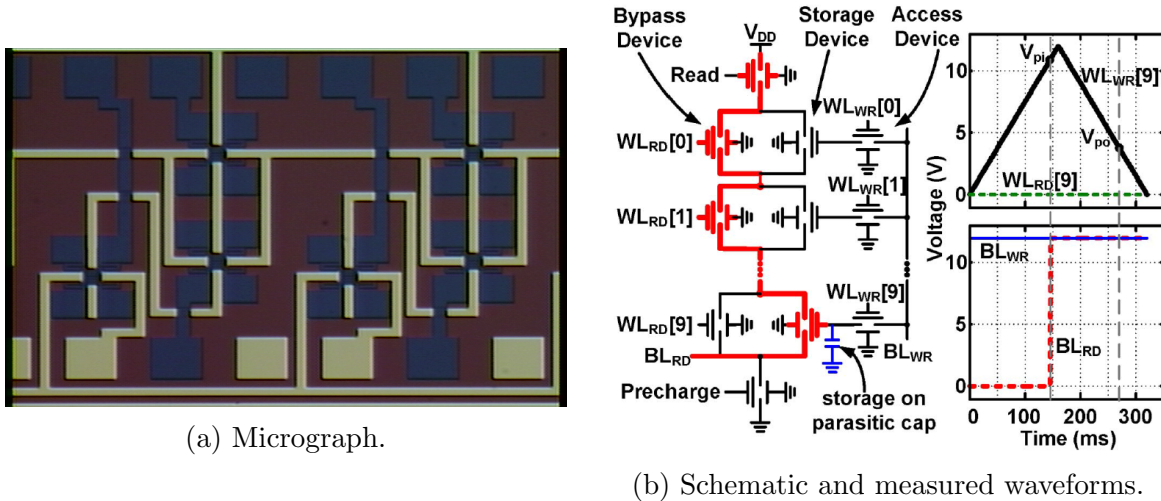 Bypass
Device
Storage
Device
Access
Device
V_DD
Read
WL_WR[0]
WL_RD[0]
WL_WR[1]
WL_RD[1]
WL_WR[9]
WL_RD[9]
BL_RD
BL_WR
Precharge
storage on
parasitic cap
V_pi
WL_WR[9]
10
5
V_po
WL_RD[9]
0
Voltage (V)
BL_WR
10
5
BL_RD
0
0 100 200 300
Time (ms)
(a) Micrograph.
(b) Schematic and measured waveforms.